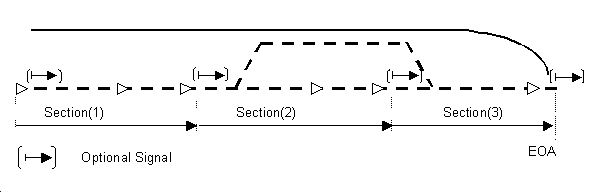 Section(1) Section(2) Section(3)
Optional Signal EOA